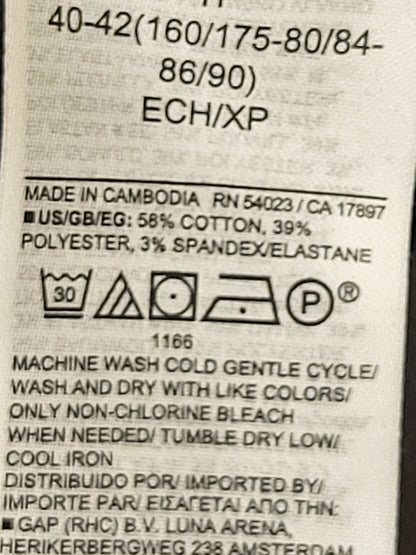 40-42(160/175-80/84-
86/90)
ECH/XP
MADE IN CAMBODIA RN 54023 / CA 17897
■US/GB/EG: 58% COTTON, 39%
POLYESTER, 3% SPANDEX/ELASTANE
30 P ®
1166
MACHINE WASH COLD GENTLE CYCLE/
WASH AND DRY WITH LIKE COLORS/
ONLY NON-CHLORINE BLEACH
WHEN NEEDED/ TUMBLE DRY LOW/
COOL IRON
DISTRIBUIDO POR/ IMPORTED BY/
IMPORTE PAR/ ΕΙΣΑΓΕΤΑΙ ΑΠΟ ΤΗΝ:
■ GAP (RHC) B.V. LUNA ARENA,
HERIKERBERGWEG 238 AMSTERDAM